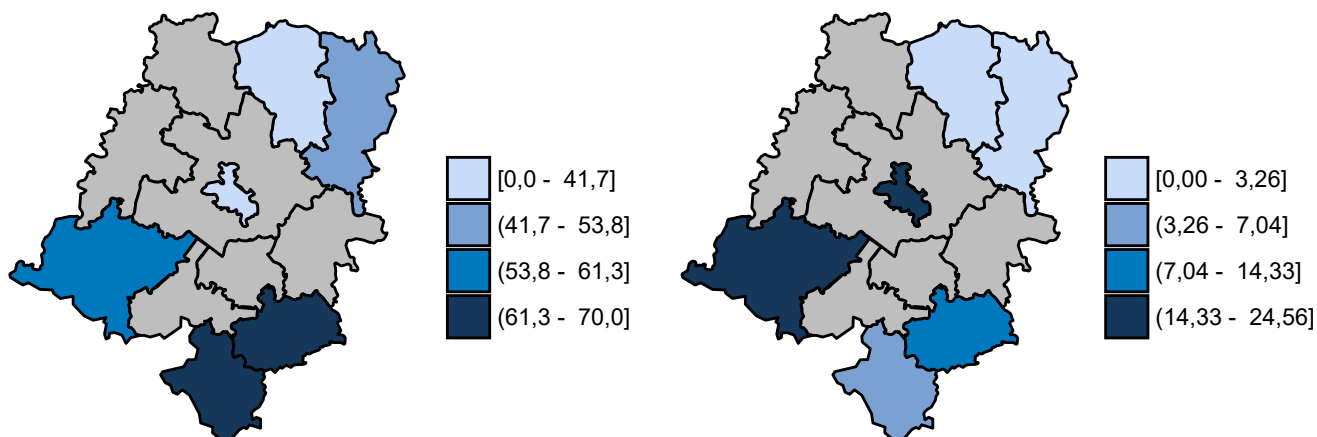 [0,0 - 41,7]
(41,7 - 53,8]
(53,8 - 61,3]
(61,3 - 70,0]
[0,00 - 3,26]
(3,26 - 7,04]
(7,04 - 14,33]
(14,33 - 24,56]